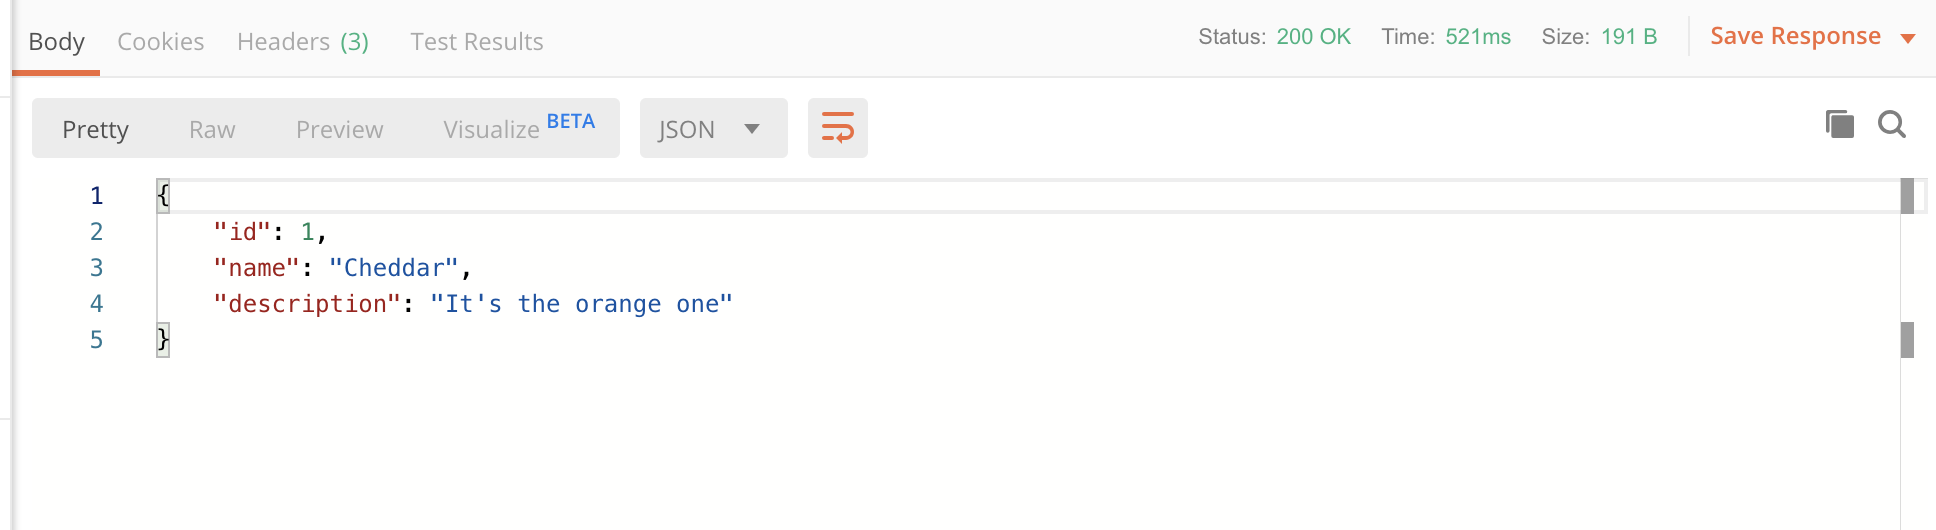 Body Cookies Headers (3) Test Results Status: 200 OK Time: 521ms Size: 191 B Save Response
Pretty Raw Preview Visualize BETA JSON
1 {
2 "id": 1,
3 "name": "Cheddar",
4 "description": "It's the orange one"
5 }